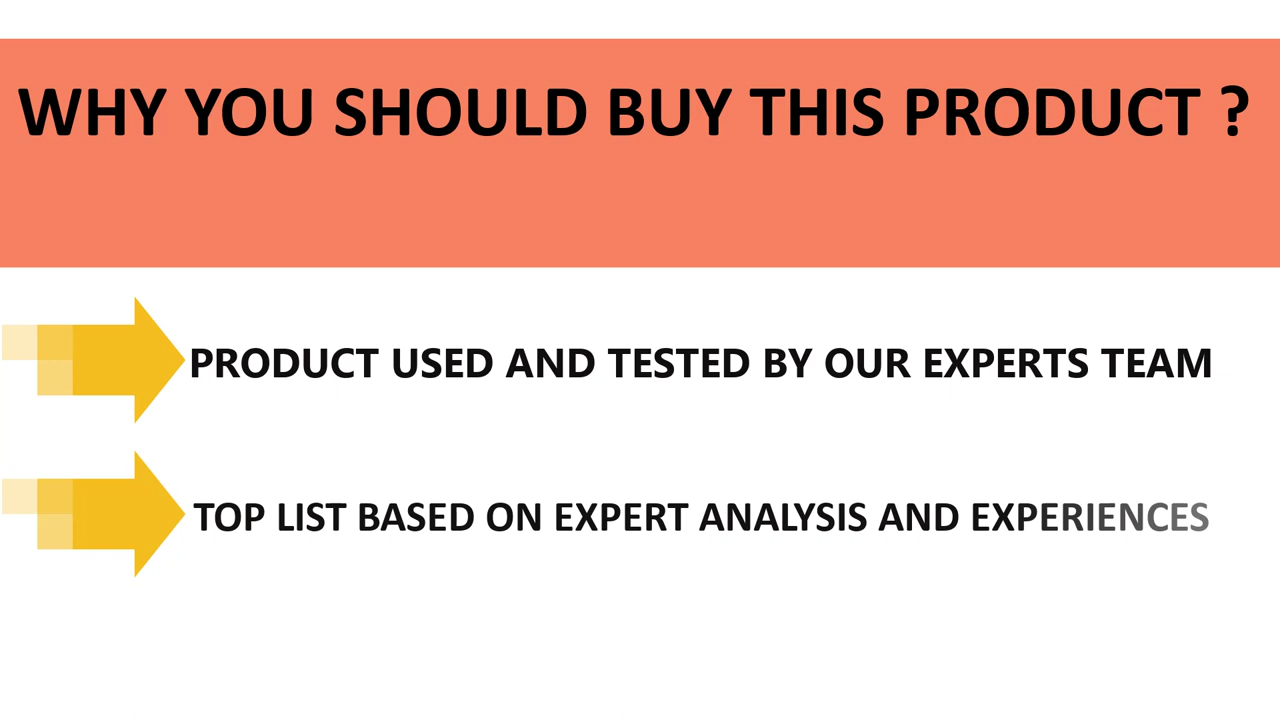 WHY YOU SHOULD BUY THIS PRODUCT ?
PRODUCT USED AND TESTED BY OUR EXPERTS TEAM
TOP LIST BASED ON EXPERT ANALYSIS AND EXPERIENCES